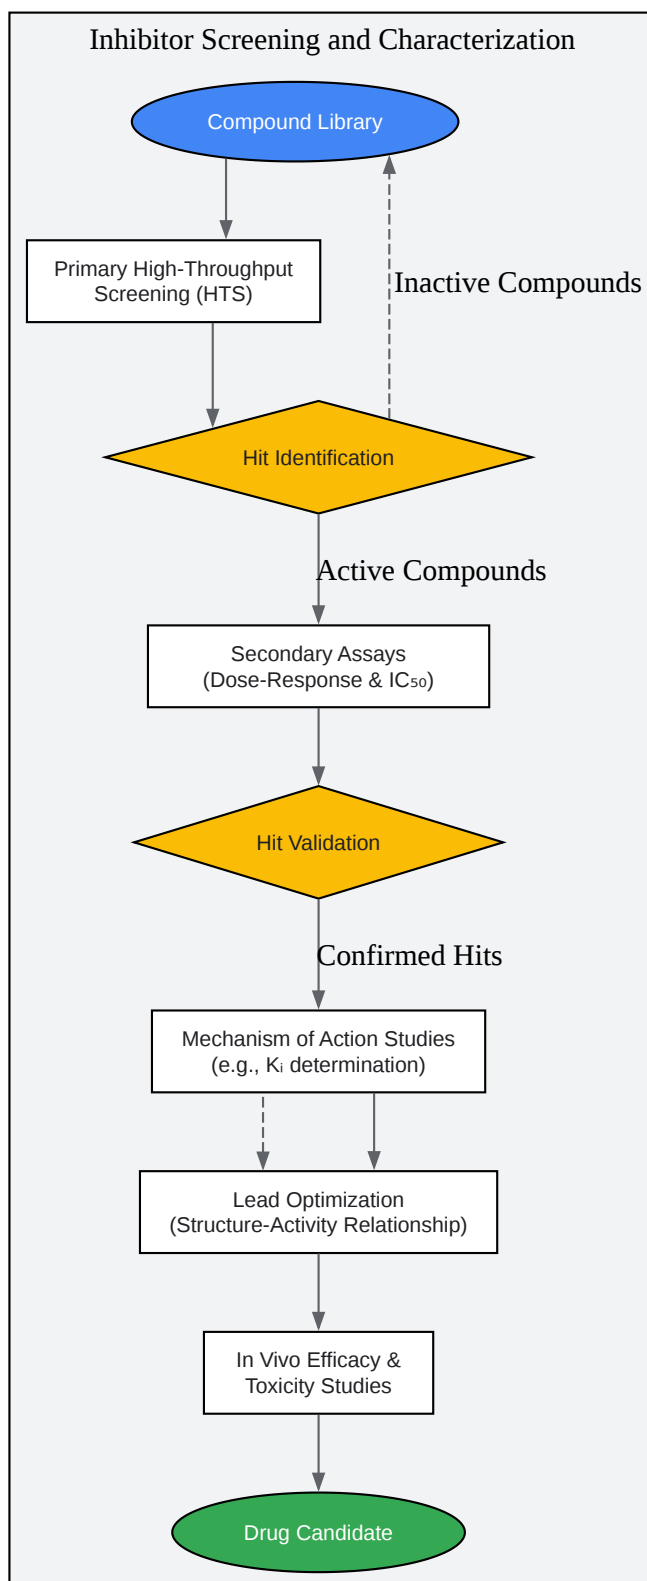 Inhibitor Screening and Characterization
Compound Library
Primary High-Throughput
Screening (HTS)
Inactive Compounds
Hit Identification
Active Compounds
Secondary Assays
(Dose-Response & IC₅₀)
Hit Validation
Confirmed Hits
Mechanism of Action Studies
(e.g., Kᵢ determination)
Lead Optimization
(Structure-Activity Relationship)
In Vivo Efficacy &
Toxicity Studies
Drug Candidate